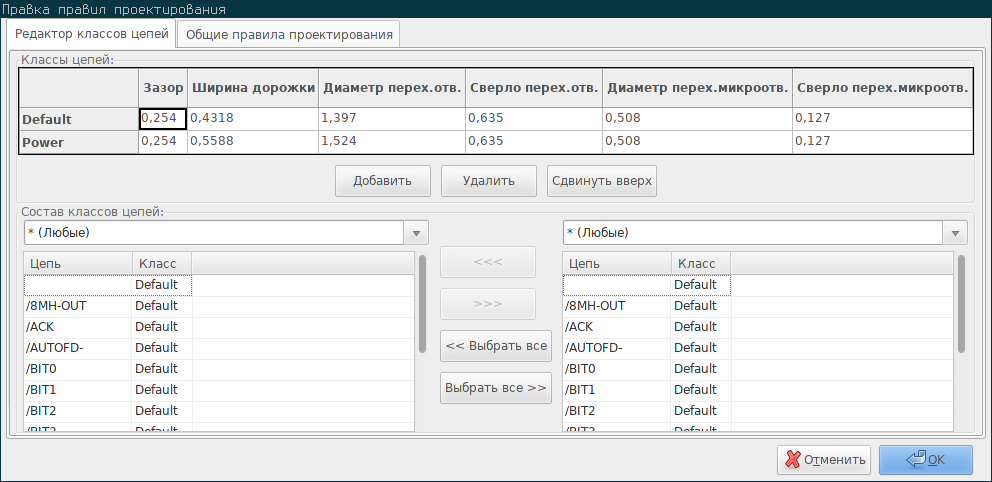 Правка правил проектирования
Редактор классов цепей Общие правила проектирования
Классы цепей:
Зазор Ширина дорожки Диаметр перех.отв. Сверло перех.отв. Диаметр перех.микроотв. Сверло перех.микроотв.
Default 0,254 0,4318 1,397 0,635 0,508 0,127
Power 0,254 0,5588 1,524 0,635 0,508 0,127
Добавить Удалить Сдвинуть вверх
Состав классов цепей:
* (Любые) * (Любые)
Цепь Класс <<< Цепь Класс
Default Default
/8MH-OUT Default >>> /8MH-OUT Default
/ACK Default /ACK Default
/AUTOFD- Default << Выбрать все /AUTOFD- Default
/BIT0 Default /BIT0 Default
/BIT1 Default Выбрать все >> /BIT1 Default
/BIT2 Default /BIT2 Default
Отменить OK